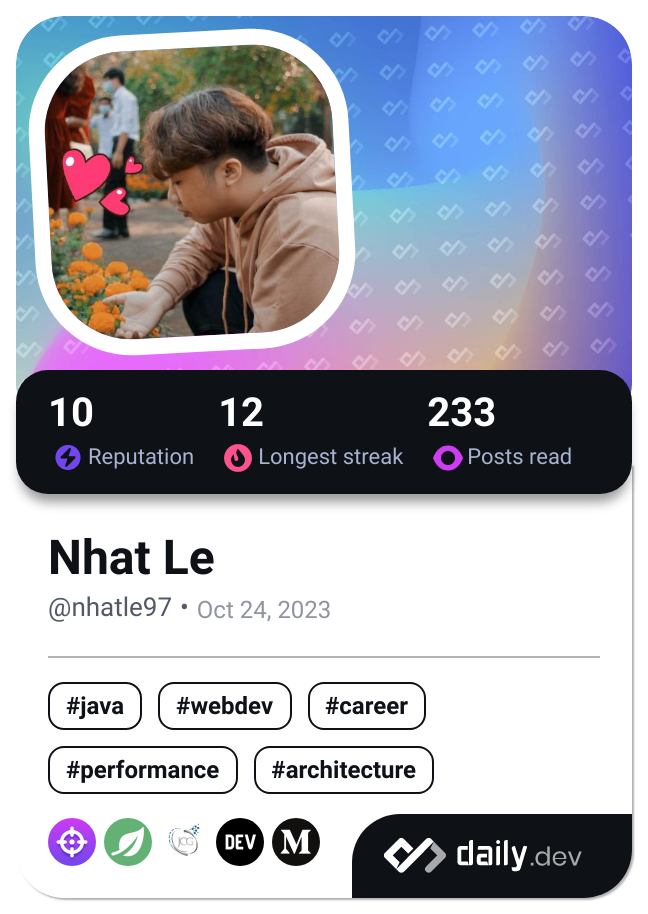 10 12 233
Reputation Longest streak Posts read
Nhat Le
@nhatle97 • Oct 24, 2023
#java #webdev #career
#performance #architecture
JCG DEV M
daily.dev